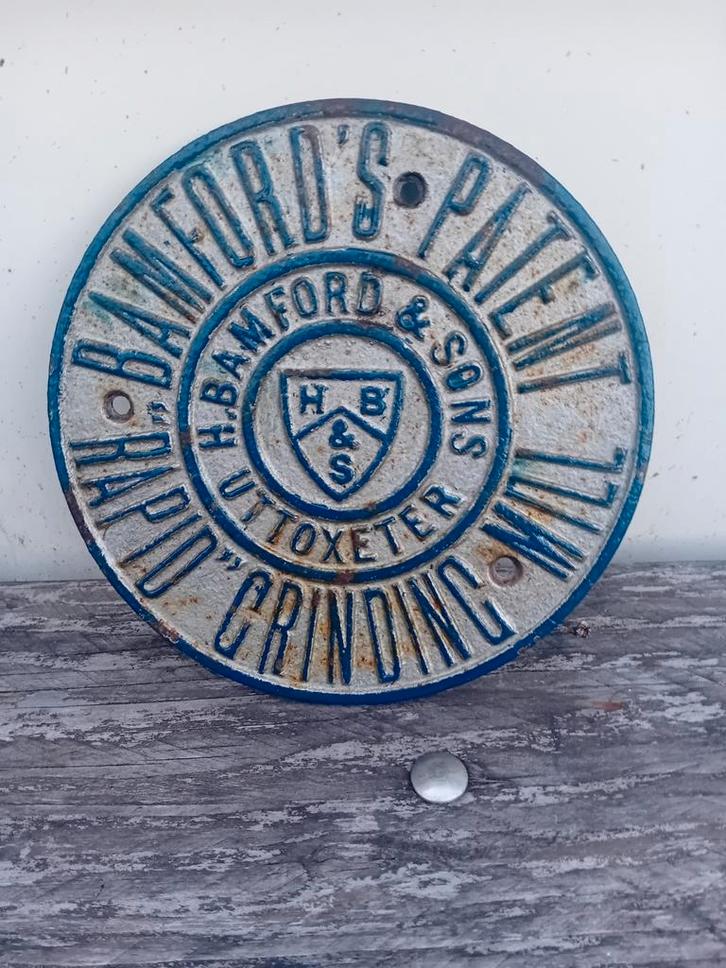 BAMFORD'S PATENT
"RAPID" GRINDING MILL
H. BAMFORD & SONS
UTTOXETER
H B
&
S